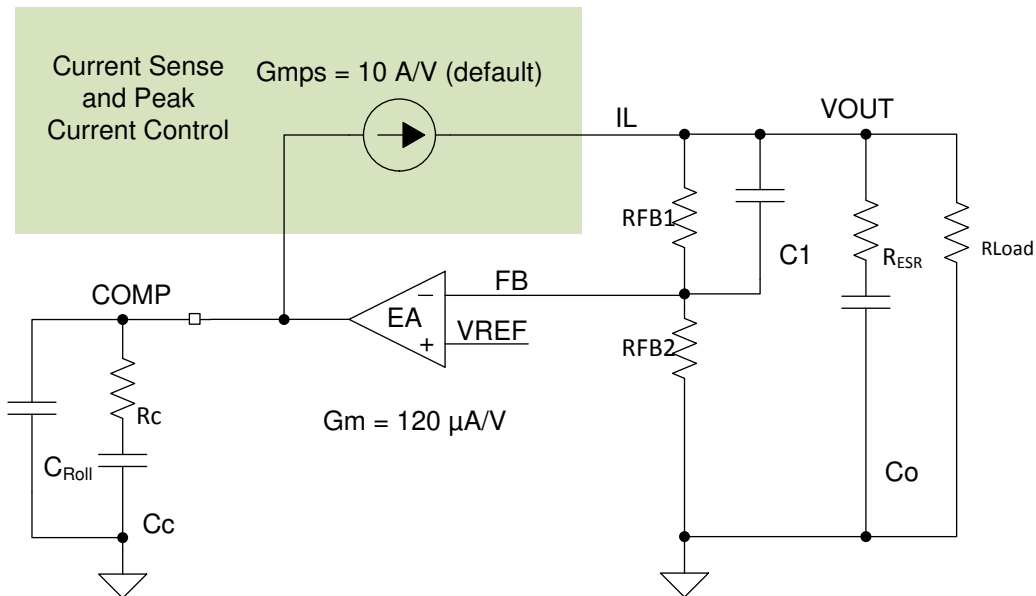 Current Sense
and Peak
Current Control
Gmps = 10 A/V (default)
IL
VOUT
RFB1
C1
RESR
RLoad
COMP
FB
EA
VREF
RFB2
Rc
Gm = 120 µA/V
CRoll
Co
Cc